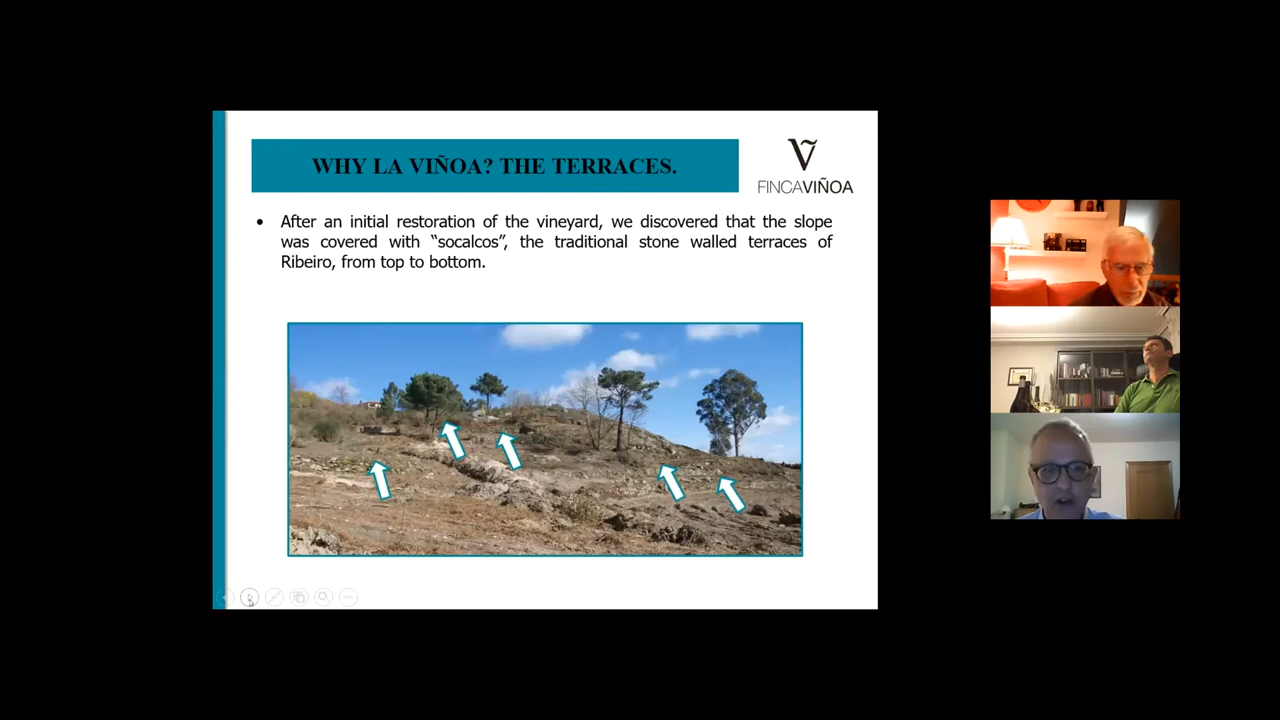 WHY LA VIÑOA? THE TERRACES.
Ṽ
FINCAVIÑOA
• After an initial restoration of the vineyard, we discovered that the slope
was covered with “socalcos”, the traditional stone walled terraces of
Ribeiro, from top to bottom.